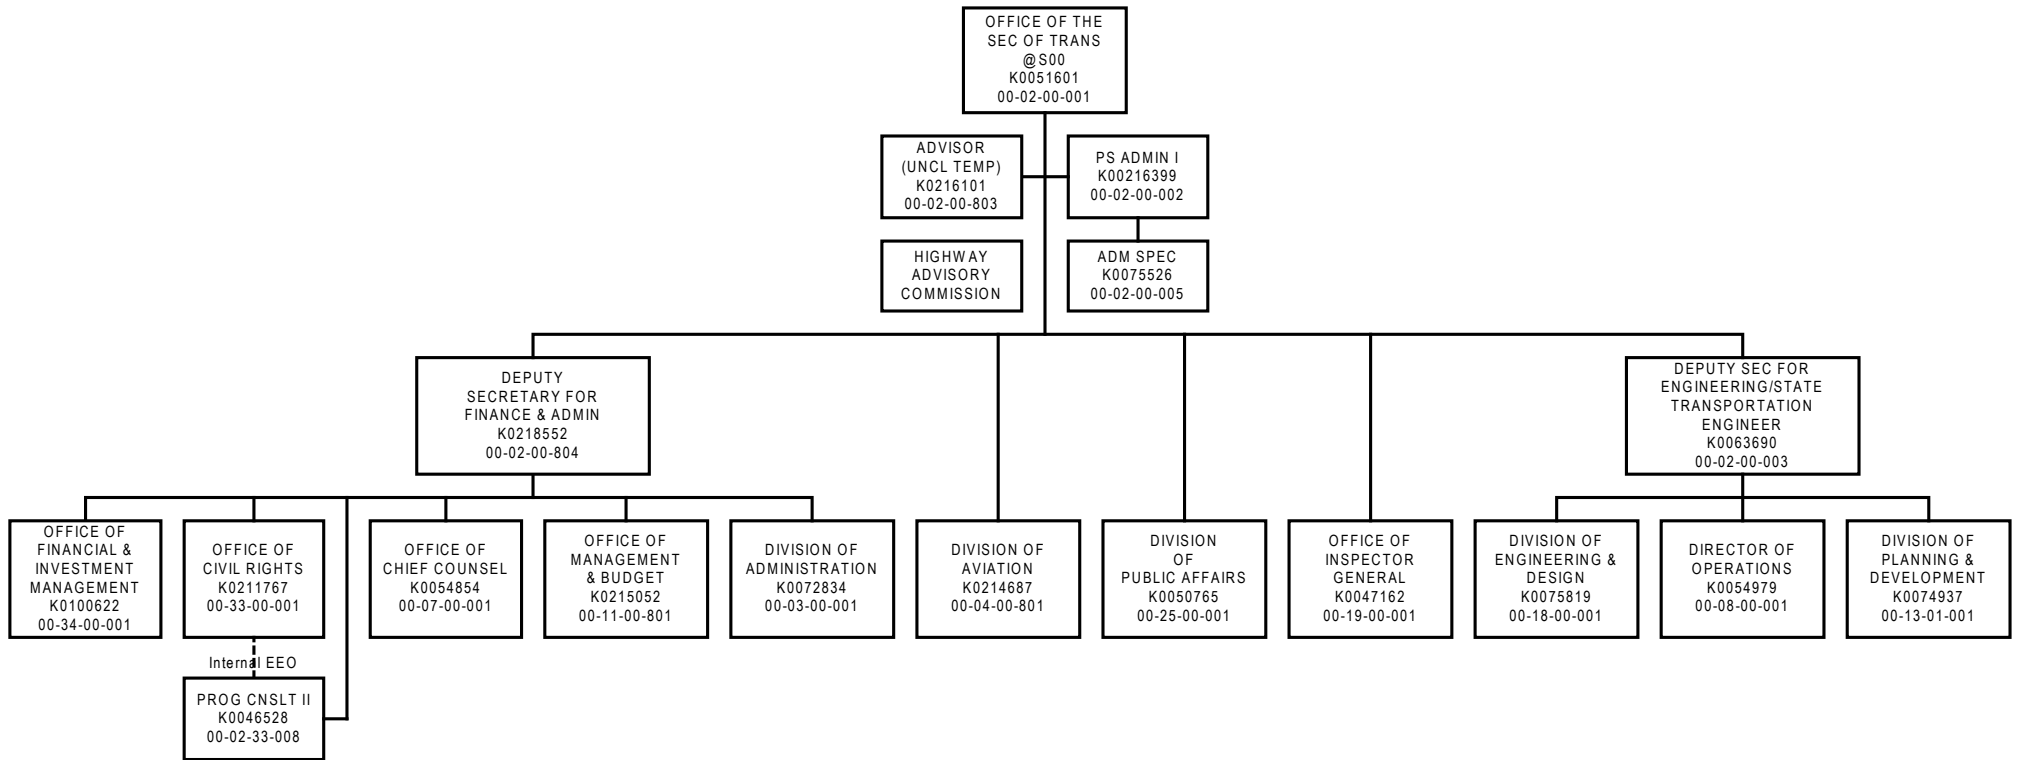 OFFICE OF THE
SEC OF TRANS
@S00
K0051601
00-02-00-001
ADVISOR
(UNCL TEMP)
K0216101
00-02-00-803
PS ADMIN I
K00216399
00-02-00-002
HIGHWAY
ADVISORY
COMMISSION
ADM SPEC
K0075526
00-02-00-005
DEPUTY
SECRETARY FOR
FINANCE & ADMIN
K0218552
00-02-00-804
DEPUTY SEC FOR
ENGINEERING/STATE
TRANSPORTATION
ENGINEER
K0063690
00-02-00-003
OFFICE OF
FINANCIAL &
INVESTMENT
MANAGEMENT
K0100622
00-34-00-001
OFFICE OF
CIVIL RIGHTS
K0211767
00-33-00-001
OFFICE OF
CHIEF COUNSEL
K0054854
00-07-00-001
OFFICE OF
MANAGEMENT
& BUDGET
K0215052
00-11-00-801
DIVISION OF
ADMINISTRATION
K0072834
00-03-00-001
DIVISION OF
AVIATION
K0214687
00-04-00-801
DIVISION
OF
PUBLIC AFFAIRS
K0050765
00-25-00-001
OFFICE OF
INSPECTOR
GENERAL
K0047162
00-19-00-001
DIVISION OF
ENGINEERING &
DESIGN
K0075819
00-18-00-001
DIRECTOR OF
OPERATIONS
K0054979
00-08-00-001
DIVISION OF
PLANNING &
DEVELOPMENT
K0074937
00-13-01-001
Internal EEO
PROG CNSLT II
K0046528
00-02-33-008